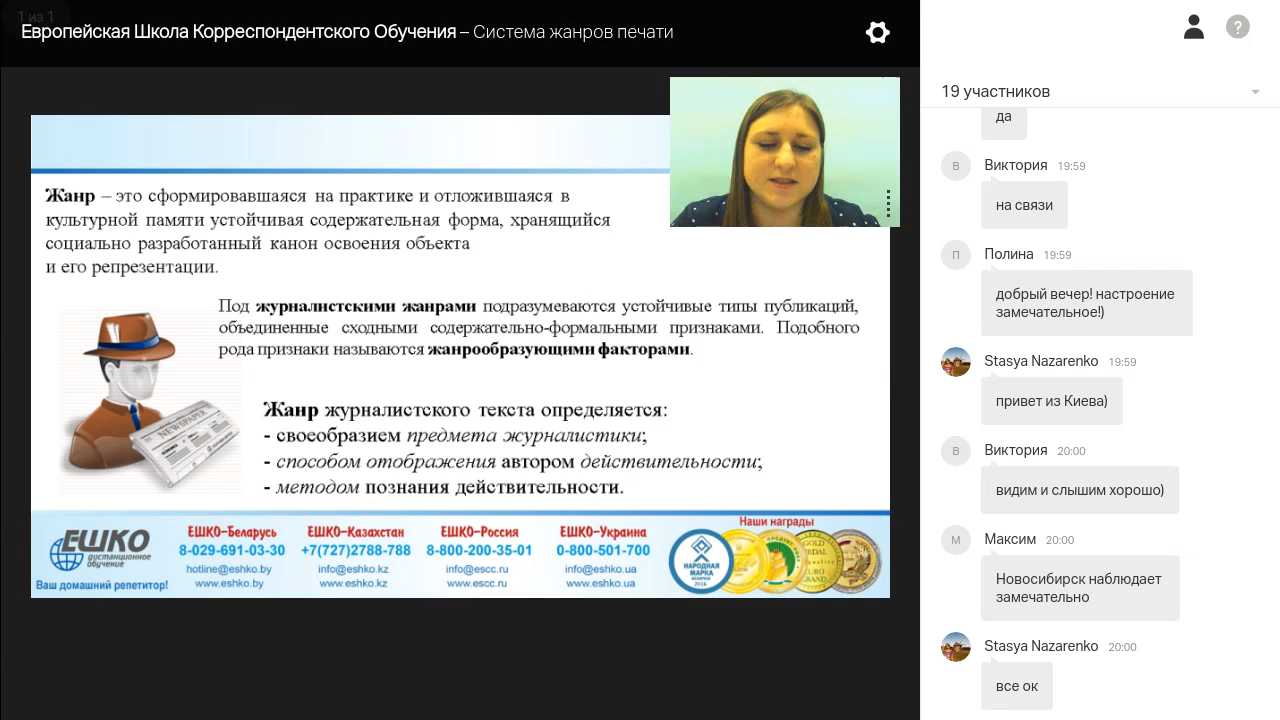 1 из 1
Европейская Школа Корреспондентского Обучения – Система жанров печати
Жанр – это сформировавшаяся на практике и отложившаяся в
культурной памяти устойчивая содержательная форма, хранящийся
социально разработанный канон освоения объекта
и его репрезентации.
Под журналистскими жанрами подразумеваются устойчивые типы публикаций,
объединенные сходными содержательно-формальными признаками. Подобного
рода признаки называются жанрообразующими факторами.
NEWSPAPER
Жанр журналистского текста определяется:
- своеобразием предмета журналистики;
- способом отображения автором действительности;
- методом познания действительности.
ЕШКО
дистанционное
обучение
Ваш домашний репетитор!
ЕШКО-Беларусь
8-029-691-03-30
hotline@eshko.by
www.eshko.by
ЕШКО-Казахстан
+7(727)2788-788
info@eshko.kz
www.eshko.kz
ЕШКО-Россия
8-800-200-35-01
info@escc.ru
www.escc.ru
ЕШКО-Украина
0-800-501-700
info@eshko.ua
www.eshko.ua
Наши награды
НАРОДНАЯ
МАРКА
2016
GOLD
MEDAL
EURO
GRAND
?
19 участников
да
В
Виктория 19:59
на связи
П
Полина 19:59
добрый вечер! настроение
замечательное!)
Stasya Nazarenko 19:59
привет из Киева)
В
Виктория 20:00
видим и слышим хорошо)
М
Максим 20:00
Новосибирск наблюдает
замечательно
Stasya Nazarenko 20:00
все ок